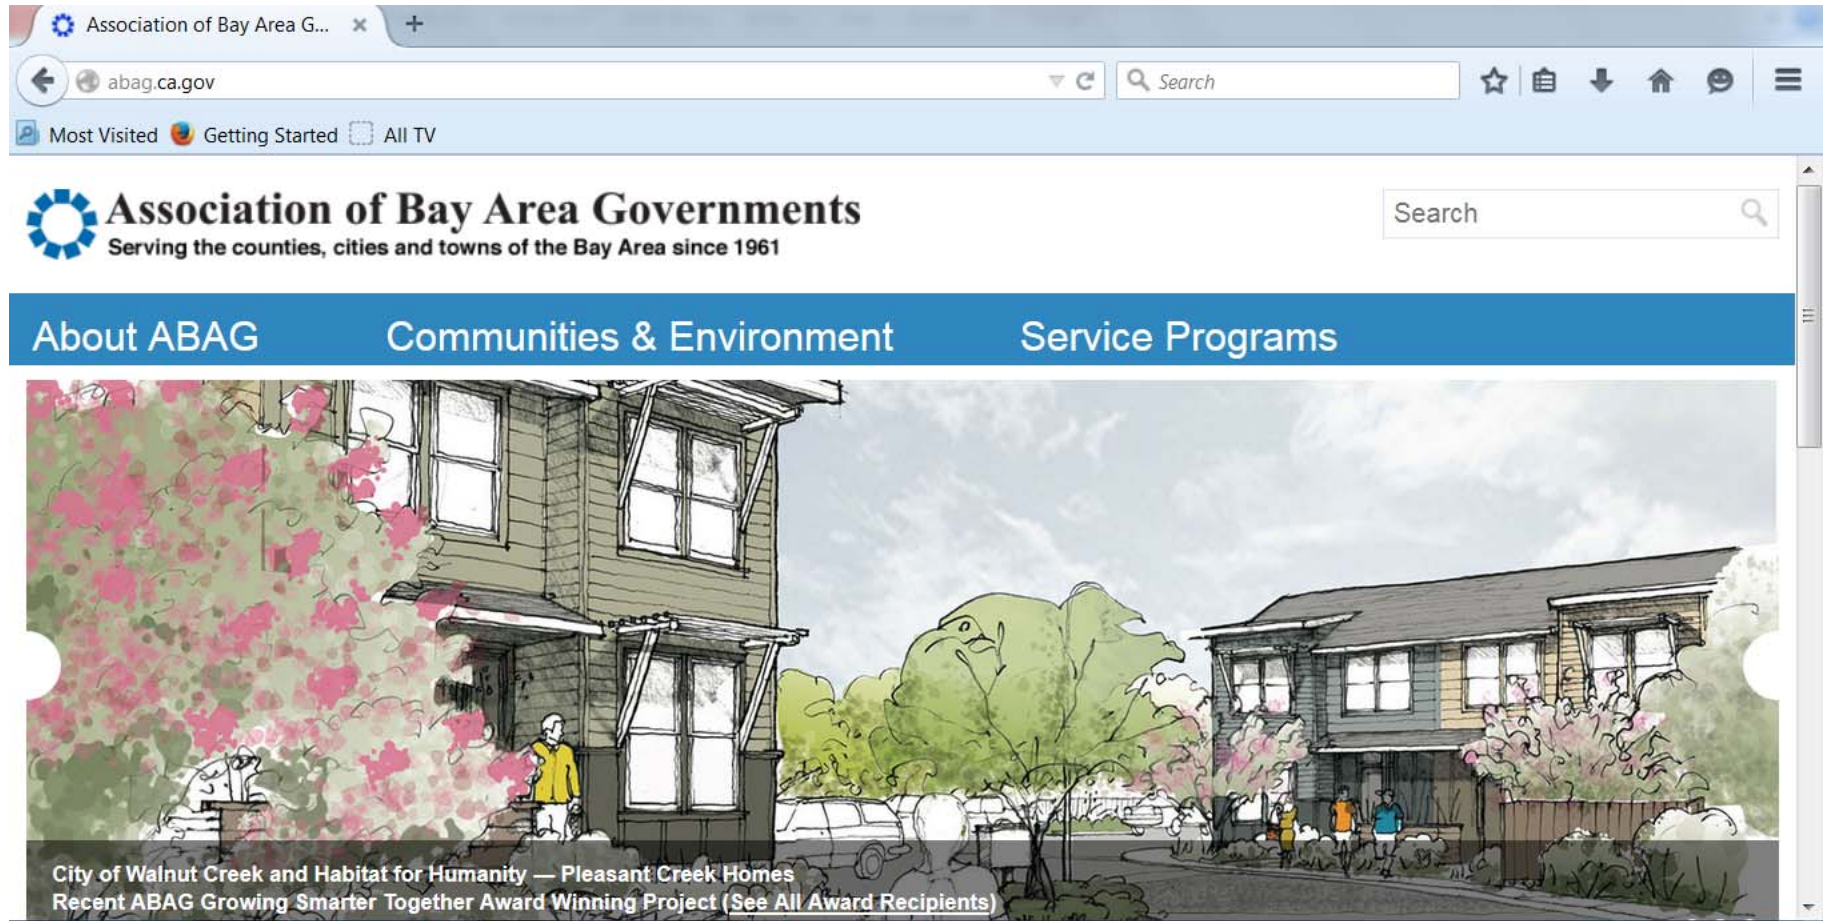 Association of Bay Area G...
abag.ca.gov
Search
Most Visited Getting Started All TV
Association of Bay Area Governments
Serving the counties, cities and towns of the Bay Area since 1961
Search
About ABAG Communities & Environment Service Programs
City of Walnut Creek and Habitat for Humanity — Pleasant Creek Homes
Recent ABAG Growing Smarter Together Award Winning Project (See All Award Recipients)